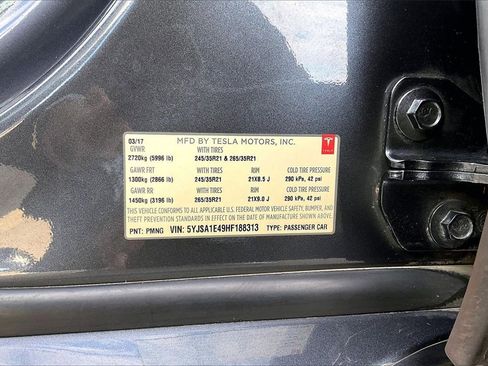 03/17 MFD BY TESLA MOTORS, INC.
GVWR WITH TIRES
2720kg (5996 lb) 245/35R21 & 265/35R21
GAWR FRT WITH TIRES RIM COLD TIRE PRESSURE
1300kg (2866 lb) 245/35R21 21X8.5 J 290 kPa, 42 psi
GAWR RR WITH TIRES RIM COLD TIRE PRESSURE
1450kg (3196 lb) 265/35R21 21X9.0 J 290 kPa, 42 psi
THIS VEHICLE CONFORMS TO ALL APPLICABLE U.S. FEDERAL MOTOR VEHICLE SAFETY, BUMPER, AND
THEFT PREVENTION STANDARDS IN EFFECT ON THE DATE OF MANUFACTURE SHOWN ABOVE.
PNT: PMNG VIN: 5YJSA1E49HF188313 TYPE: PASSENGER CAR